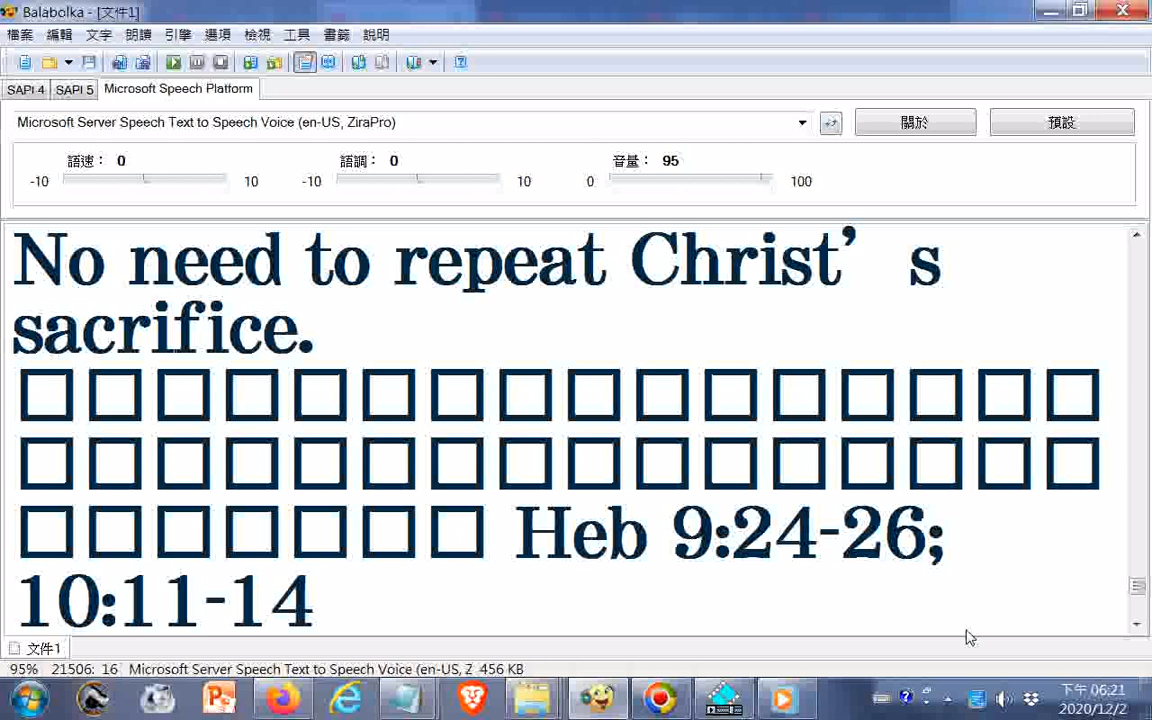 Balabolka - [文件1]
檔案 編輯 文字 朗讀 引擎 選項 檢視 工具 書籤 說明
SAPI 4 SAPI 5 Microsoft Speech Platform
Microsoft Server Speech Text to Speech Voice (en-US, ZiraPro) 關於 預設
語速： 0 語調： 0 音量： 95
-10 10 -10 10 0 100
No need to repeat Christ’s
sacrifice.
□□□□□□□□□□□□□□□□
□□□□□□□□□□□□□□□□
□□□□□□□ Heb 9:24-26;
10:11-14
文件1
95% 21506: 16 Microsoft Server Speech Text to Speech Voice (en-US, Z 456 KB
下午 06:21
2020/12/2